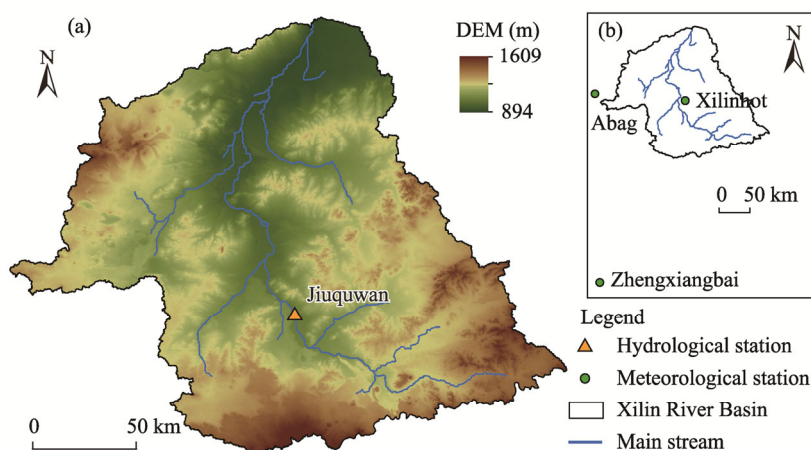 (a)
N
DEM (m)
1609
894
Jiuquwan
0 50 km
(b)
N
Xilinhot
Abag
0 50 km
Zhengxiangbai
Legend
Hydrological station
Meteorological station
Xilin River Basin
Main stream